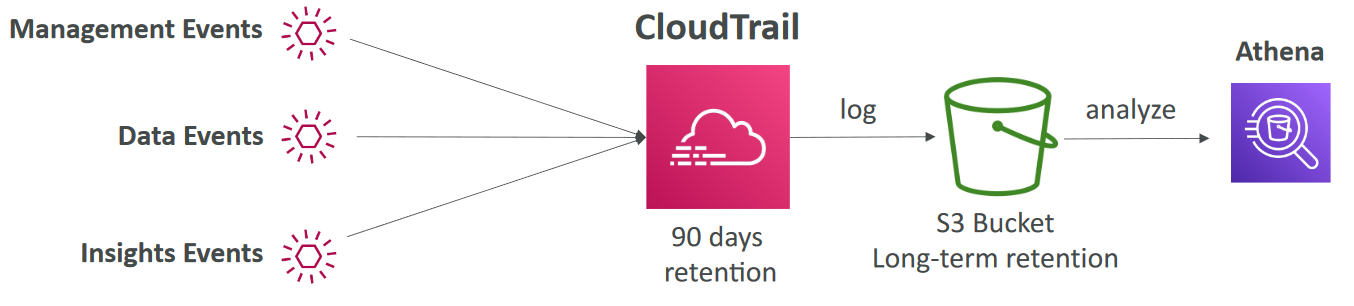 Management Events
Data Events
Insights Events
CloudTrail
90 days
retention
log
S3 Bucket
Long-term retention
analyze
Athena